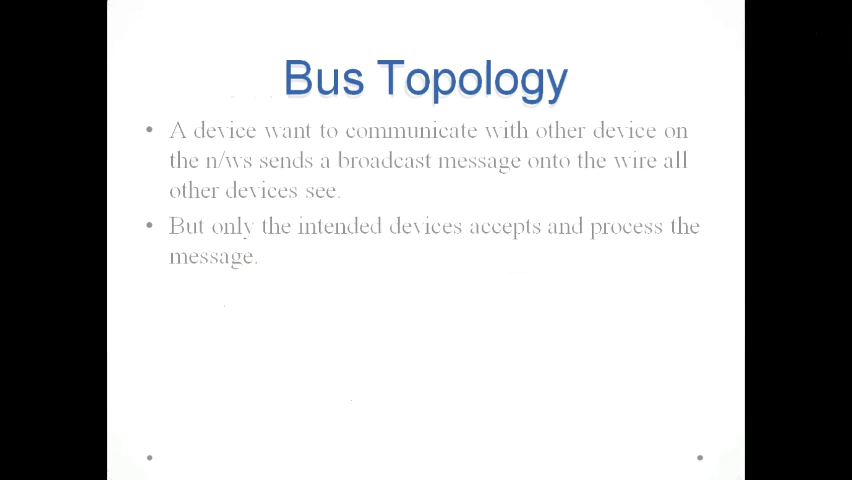 Bus Topology
• A device want to communicate with other device on
the n/ws sends a broadcast message onto the wire all
other devices see.
• But only the intended devices accepts and process the
message.